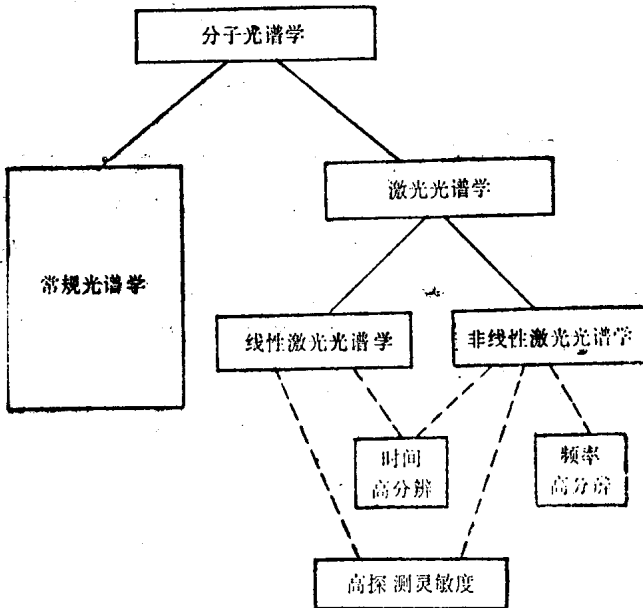 分子光谱学
激光光谱学
常规光谱学
线性激光光谱学
非线性激光光谱学
时间
高分辨
频率
高分辨
高探测灵敏度